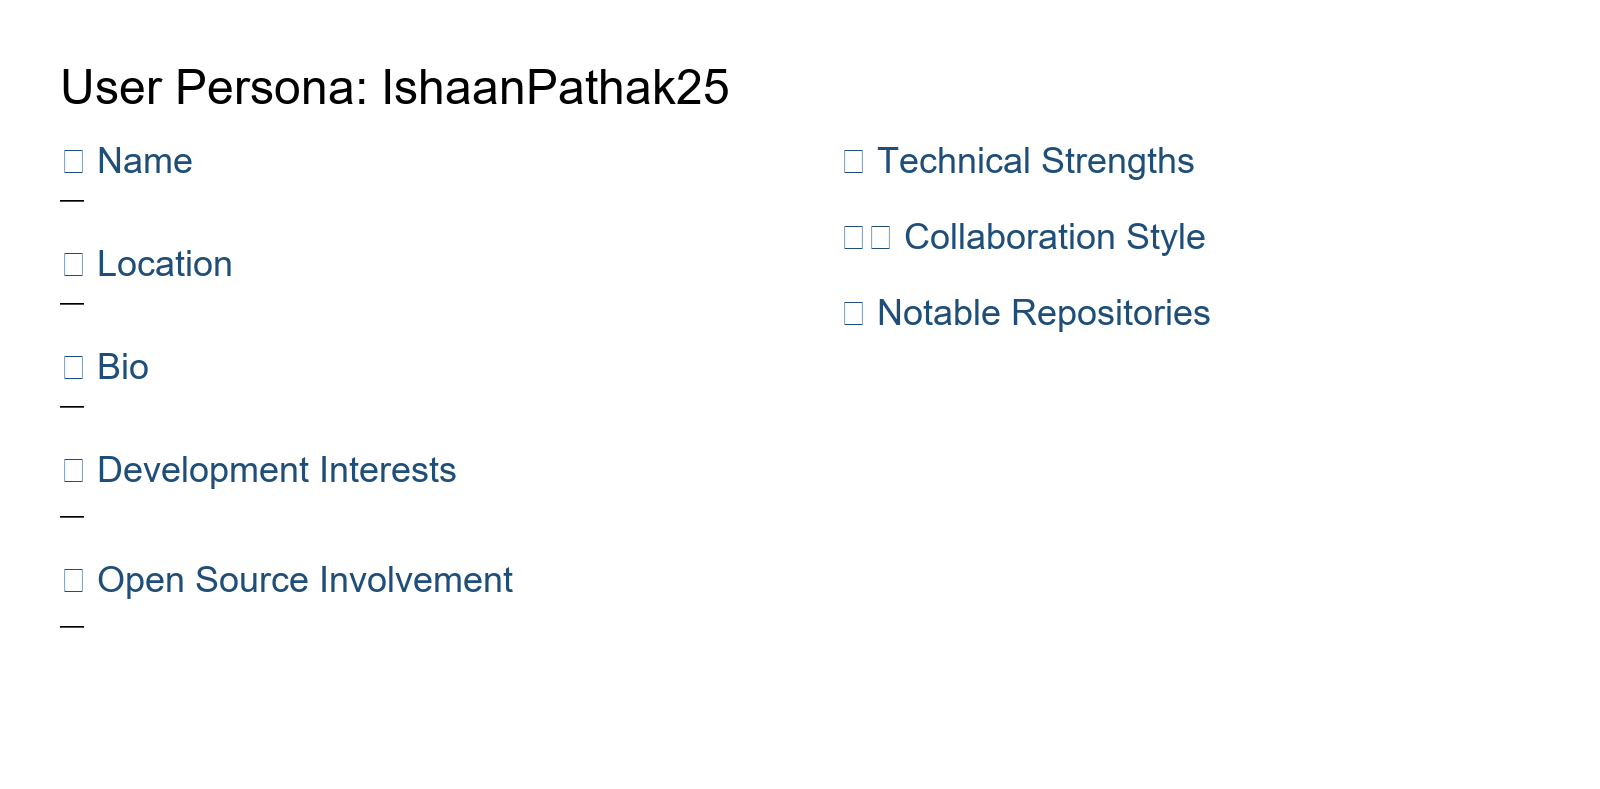 User Persona: IshaanPathak25
Name
—
Location
—
Bio
—
Development Interests
—
Open Source Involvement
—
Technical Strengths
Collaboration Style
Notable Repositories